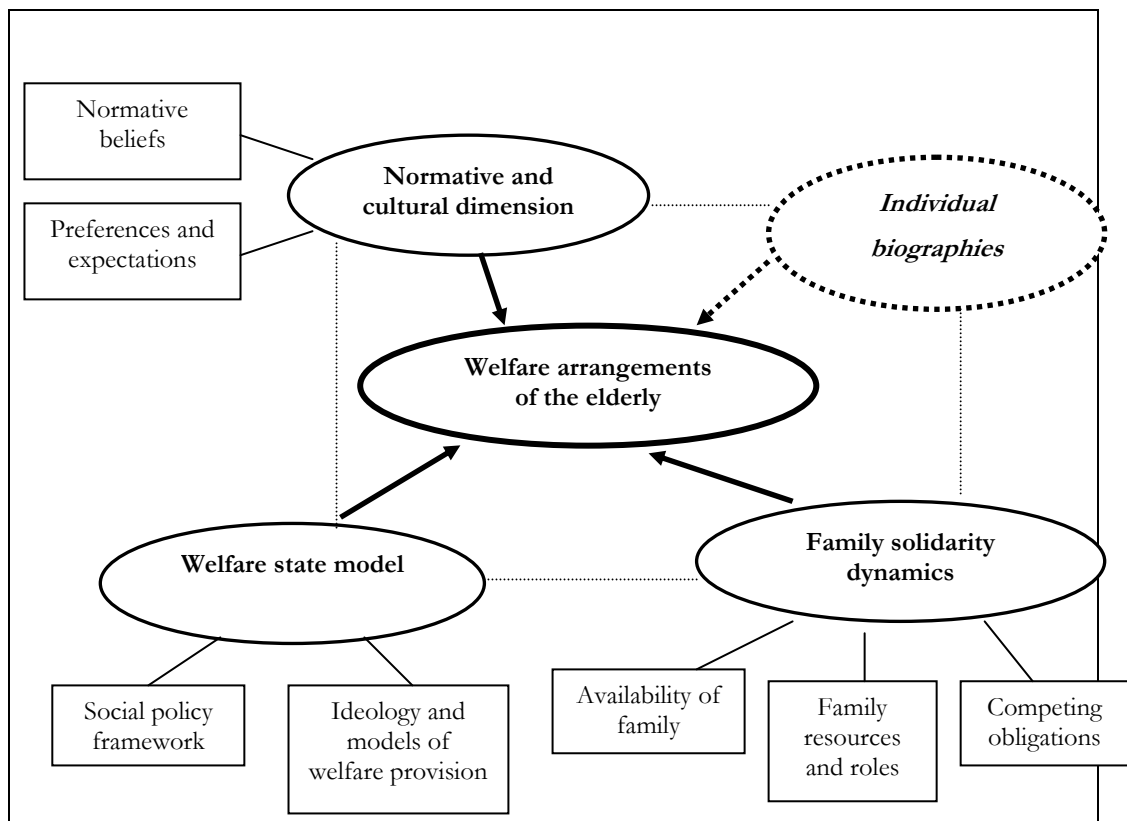 Normative
beliefs
Normative and
cultural dimension
Individual
biographies
Preferences and
expectations
Welfare arrangements
of the elderly
Welfare state model
Family solidarity
dynamics
Social policy
framework
Ideology and
models of
welfare provision
Availability of
family
Family
resources
and roles
Competing
obligations